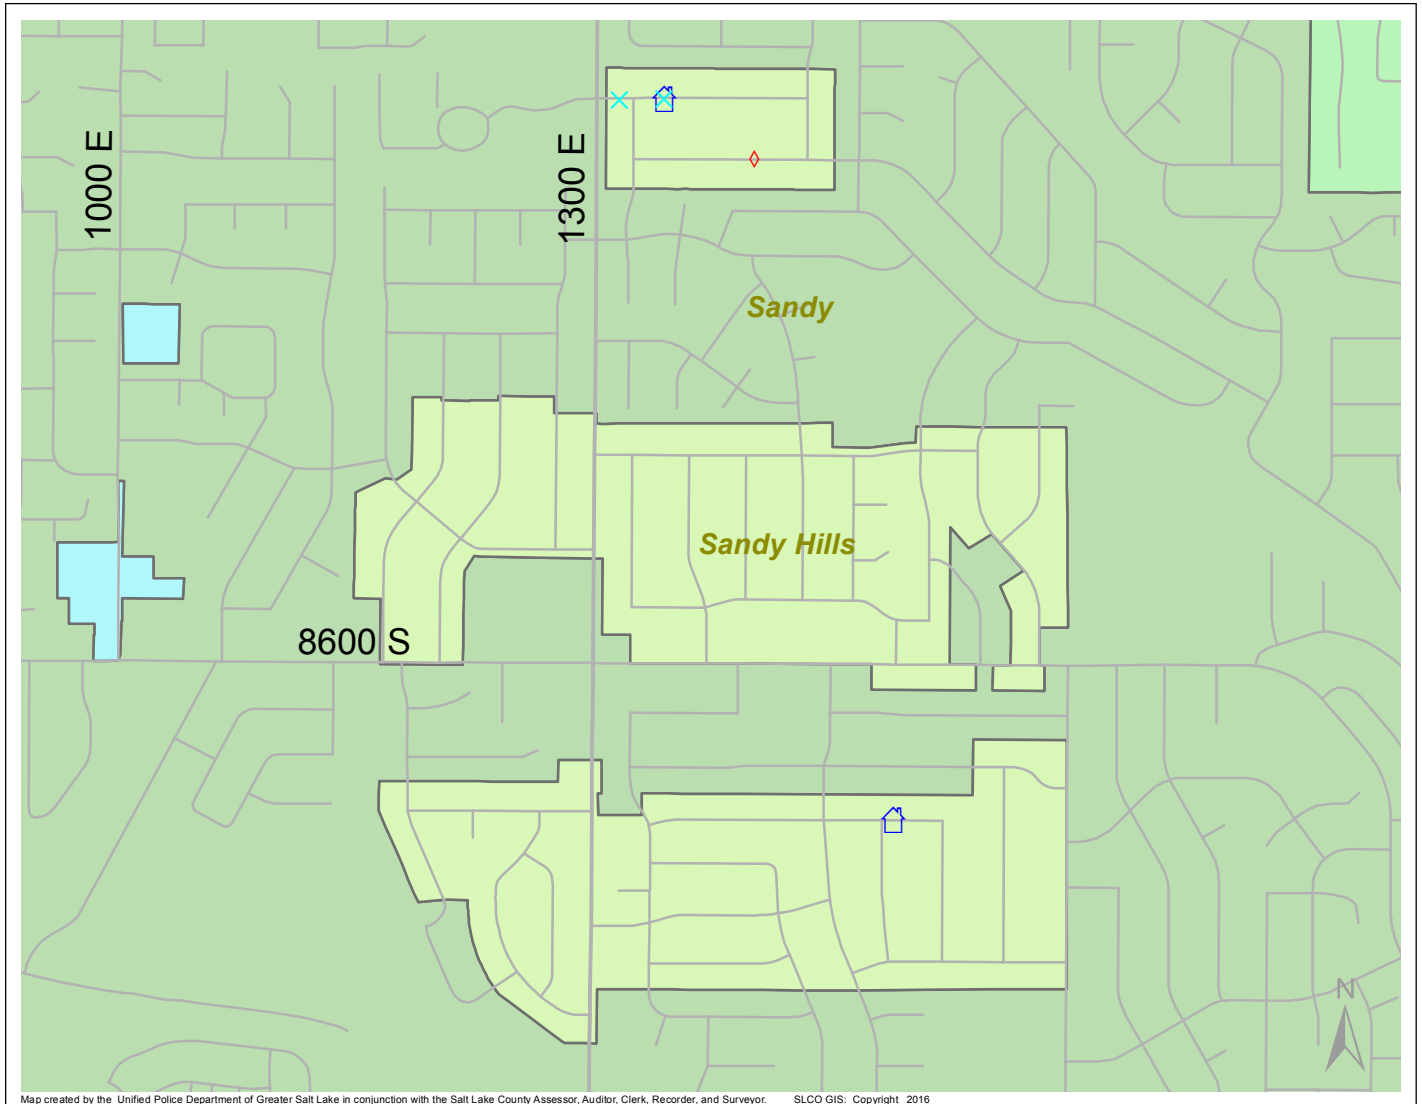 1000 E
1300 E
Sandy
Sandy Hills
8600 S
N
Map created by the Unified Police Department of Greater Salt Lake in conjunction with the Salt Lake County Assessor, Auditor, Clerk, Recorder, and Surveyor. SLCO GIS: Copyright 2016